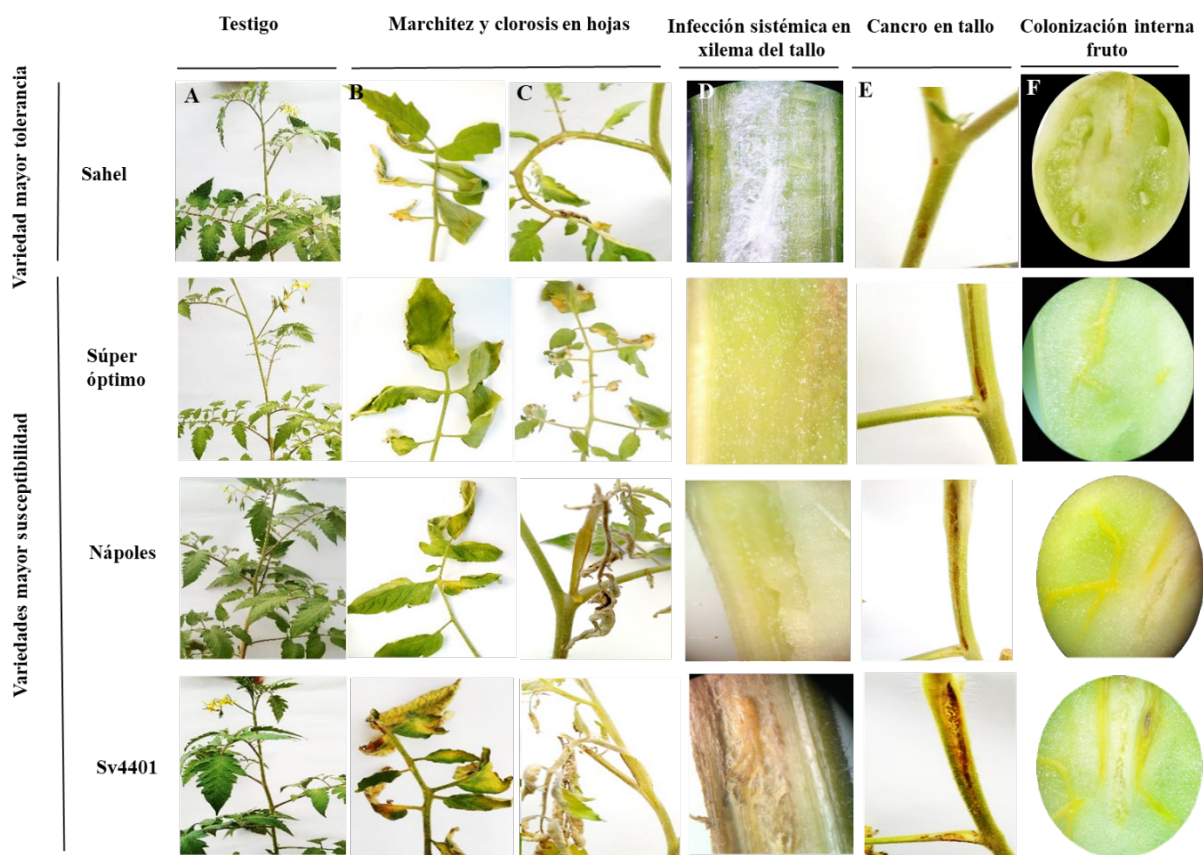 Testigo
Marchitez y clorosis en hojas
Infección sistémica en
xilema del tallo
Cancro en tallo
Colonización interna
fruto
Variedad mayor tolerancia
Sahel
A
B
C
D
E
F
Variedades mayor susceptibilidad
Súper
óptimo
Nápoles
Sv4401